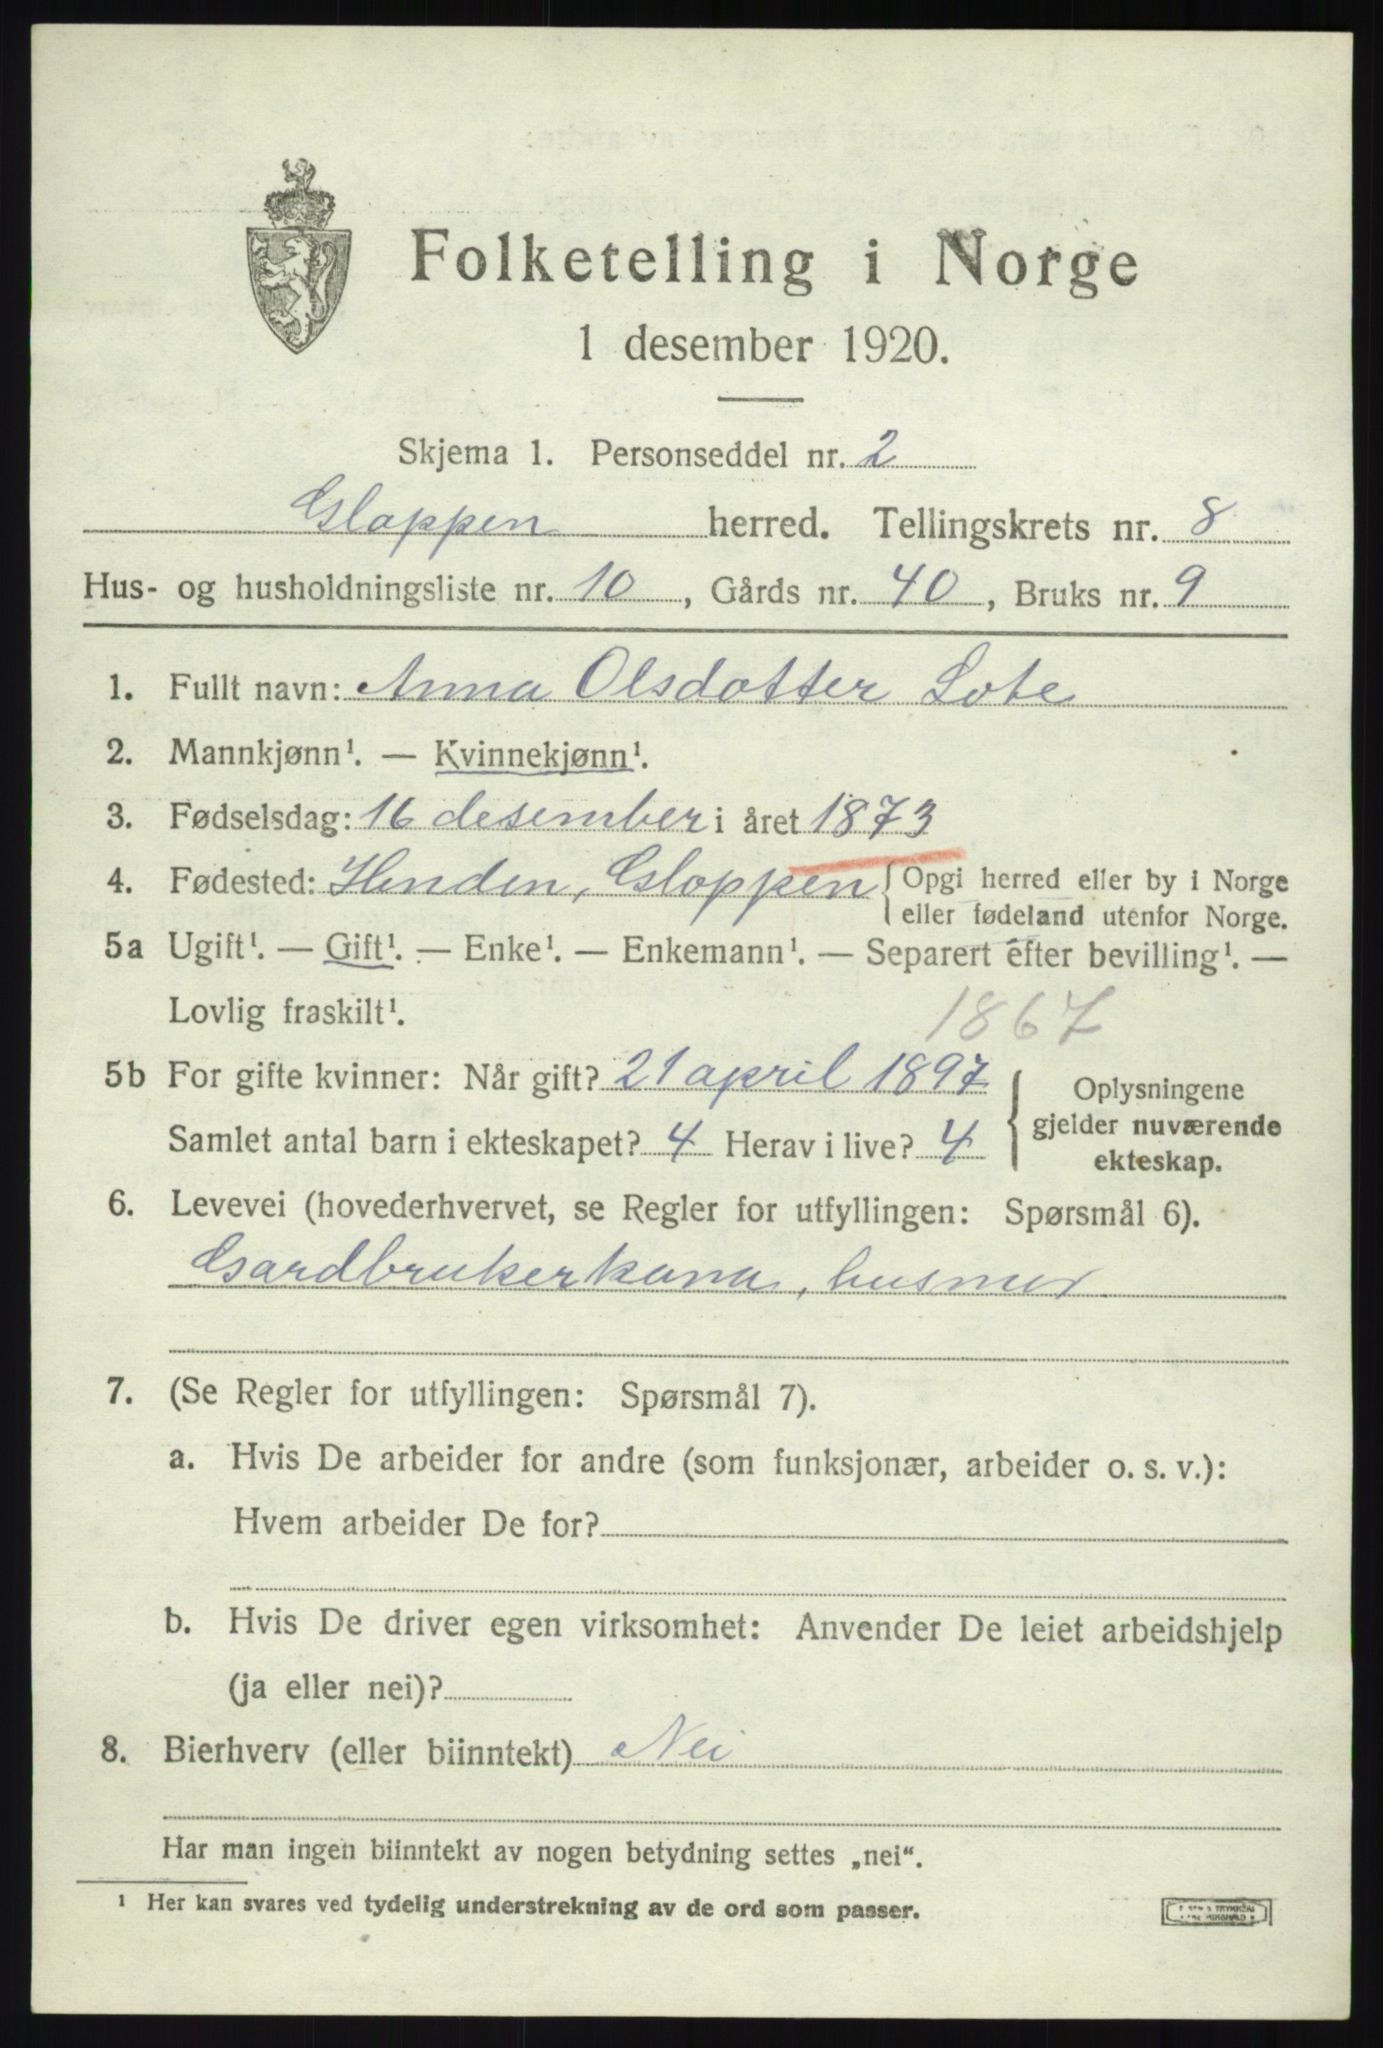 Folketelling i Norge
1 desember 1920.
Skjema 1. Personseddel nr. 2
Gloppen herred. Tellingskrets nr. 8
Hus- og husholdningsliste nr. 10, Gårds nr. 40, Bruks nr. 9
1. Fullt navn: Anna Olsdotter Lote
2. Mannkjønn¹. — Kvinnekjønn¹.
3. Fødselsdag: 16 desember i året 1873
4. Fødested: Henden, Gloppen { Opgi herred eller by i Norge
eller fødeland utenfor Norge.
5a Ugift¹. — Gift¹. — Enke¹. — Enkemann¹. — Separert efter bevilling¹. —
Lovlig fraskilt¹.
1867
5b For gifte kvinner: Når gift? 21 april 1897
Samlet antal barn i ekteskapet? 4 Herav i live? 4
{ Oplysningene
gjelder nuværende
ekteskap.
6. Levevei (hovederhvervet, se Regler for utfyllingen: Spørsmål 6).
Gardbrukerkona, husmor
7. (Se Regler for utfyllingen: Spørsmål 7).
a. Hvis De arbeider for andre (som funksjonær, arbeider o. s. v.):
Hvem arbeider De for?
b. Hvis De driver egen virksomhet: Anvender De leiet arbeidshjelp
(ja eller nei)?
8. Bierhverv (eller biinntekt) Nei
Har man ingen biinntekt av nogen betydning settes „nei“.
¹ Her kan svares ved tydelig understrekning av de ord som passer.